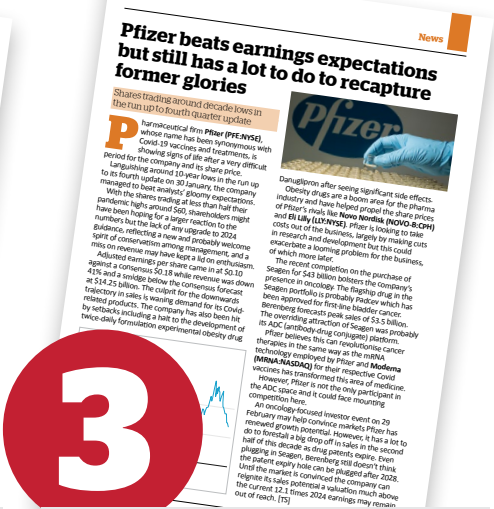 News
Pfizer beats earnings expectations
but still has a lot to do to recapture
former glories
Shares trading around decade lows in
the run up to fourth quarter update
Pharmaceutical firm Pfizer (PFE:NYSE),
whose name has been synonymous with
Covid-19 vaccines and treatments, is
showing signs of life after a very difficult
period for the company and its share price.
Languishing around 10-year lows in the run up
to its fourth update on 30 January, the company
managed to beat analysts' gloomy expectations.
With the shares trading at less than half their
pandemic highs around $60, shareholders might
have been hoping for a larger reaction to the
numbers but the lack of any upgrade to 2024
guidance, reflecting a new and probably welcome
spirit of conservatism among management, and a
miss on revenue may have kept a lid on enthusiasm.
Adjusted earnings per share came in at $0.10
against a consensus $0.18 while revenue was down
41% and a smidge below the consensus forecast
at $14.25 billion. The culprit for the downwards
trajectory in sales is waning demand for its Covid-
related products. The company has also been hit
by setbacks including a halt to the development of
twice-daily formulation experimental obesity drug
Pfizer
Danuglipron after seeing significant side effects.
Obesity drugs are a boom area for the pharma
industry and have helped propel the share prices
of Pfizer's rivals like Novo Nordisk (NOVO-B:CPH)
and Eli Lilly (LLY:NYSE). Pfizer is looking to take
costs out of the business, largely by making cuts
in research and development but this could
exacerbate a looming problem for the business,
of which more later.
The recent completion on the purchase of
Seagen for $43 billion bolsters the company's
presence in oncology. The flagship drug in the
Seagen portfolio is probably Padcev which has
been approved for first-line bladder cancer.
Berenberg forecasts peak sales of $3.5 billion.
The overriding attraction of Seagen was probably
its ADC (antibody-drug conjugate) platform.
Pfizer believes this can revolutionise cancer
therapies in the same way as the mRNA
technology employed by Pfizer and Moderna
(MRNA:NASDAQ) for their respective Covid
vaccines has transformed this area of medicine.
However, Pfizer is not the only participant in
the ADC space and it could face mounting
competition here.
An oncology-focused investor event on 29
February may help convince markets Pfizer has
renewed growth potential. However, it has a lot to
do to forestall a big drop off in sales in the second
half of this decade as drug patents expire. Even
plugging in Seagen, Berenberg still doesn't think
the patent expiry hole can be plugged after 2028.
Until the market is convinced the company can
reignite its sales potential a valuation much above
the current 12.1 times 2024 earnings may remain
out of reach. [TS]
3